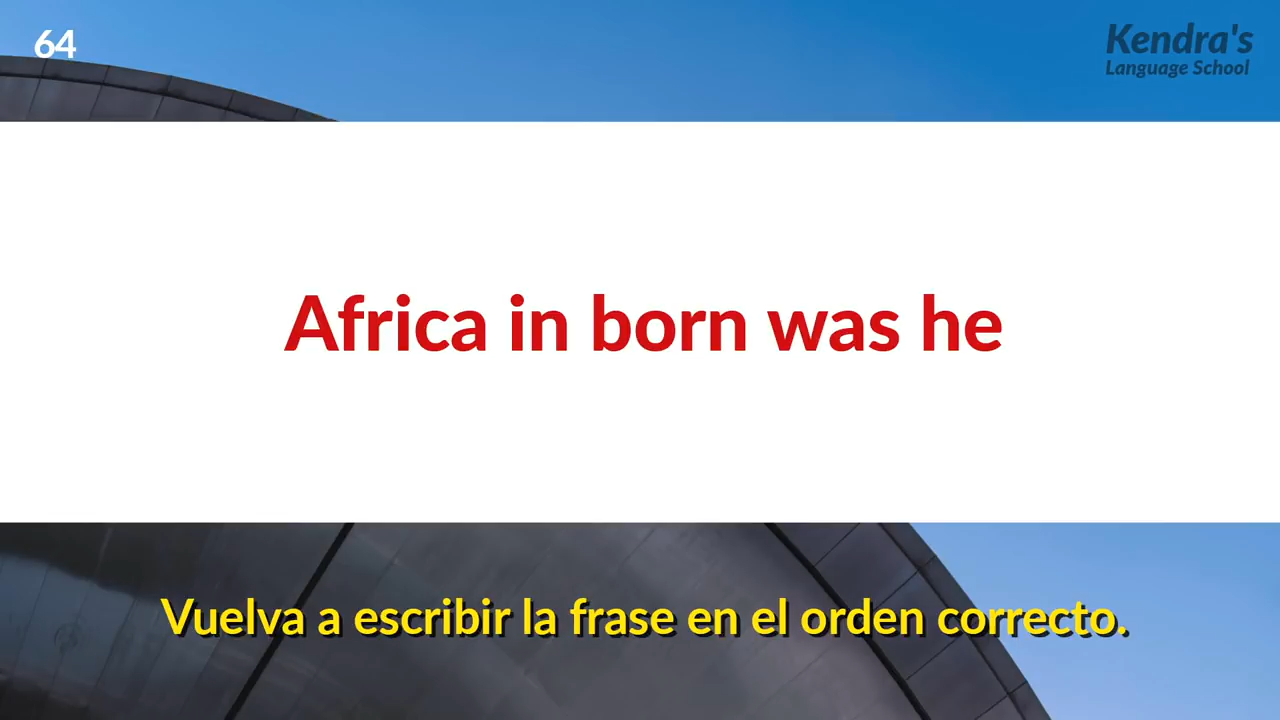 64
Kendra's
Language School
Africa in born was he
Vuelva a escribir la frase en el orden correcto.